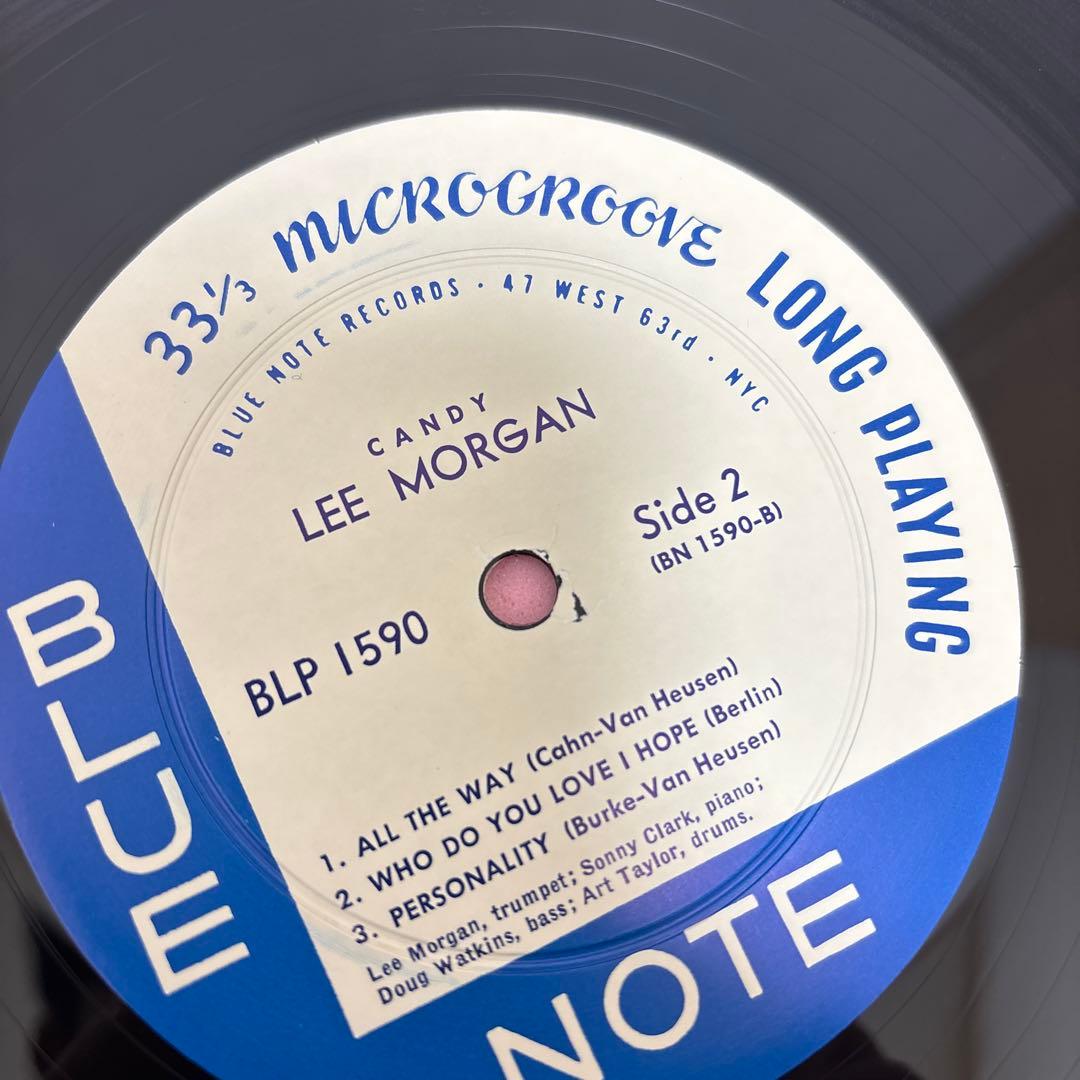 33⅓ MICROGROOVE LONG PLAYING
BLUE NOTE RECORDS · 47 WEST 63rd · NYC
CANDY
LEE MORGAN
Side 2
(BN 1590-B)
BLP 1590
1. ALL THE WAY (Cahn-Van Heusen)
2. WHO DO YOU LOVE I HOPE (Berlin)
3. PERSONALITY (Burke-Van Heusen)
Lee Morgan, trumpet; Sonny Clark, piano;
Doug Watkins, bass; Art Taylor, drums.
BLUE
NOTE